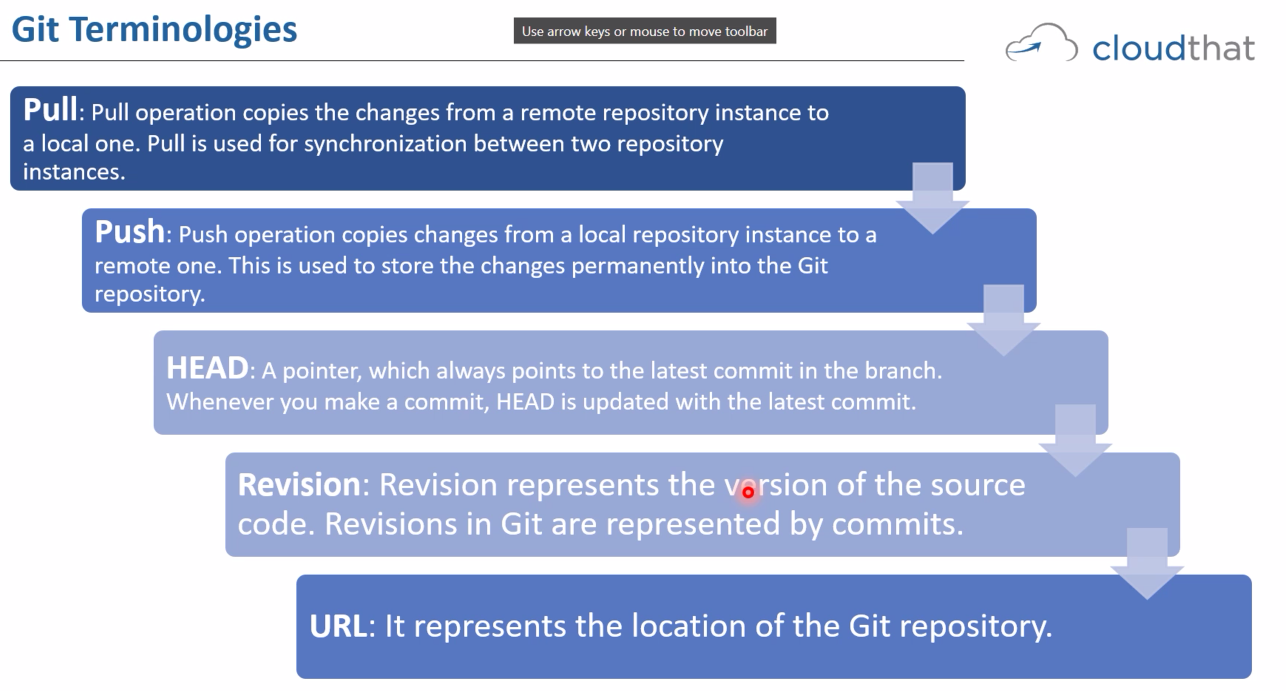 Git Terminologies
Use arrow keys or mouse to move toolbar
cloudthat
Pull: Pull operation copies the changes from a remote repository instance to
a local one. Pull is used for synchronization between two repository
instances.
Push: Push operation copies changes from a local repository instance to a
remote one. This is used to store the changes permanently into the Git
repository.
HEAD: A pointer, which always points to the latest commit in the branch.
Whenever you make a commit, HEAD is updated with the latest commit.
Revision: Revision represents the version of the source
code. Revisions in Git are represented by commits.
URL: It represents the location of the Git repository.